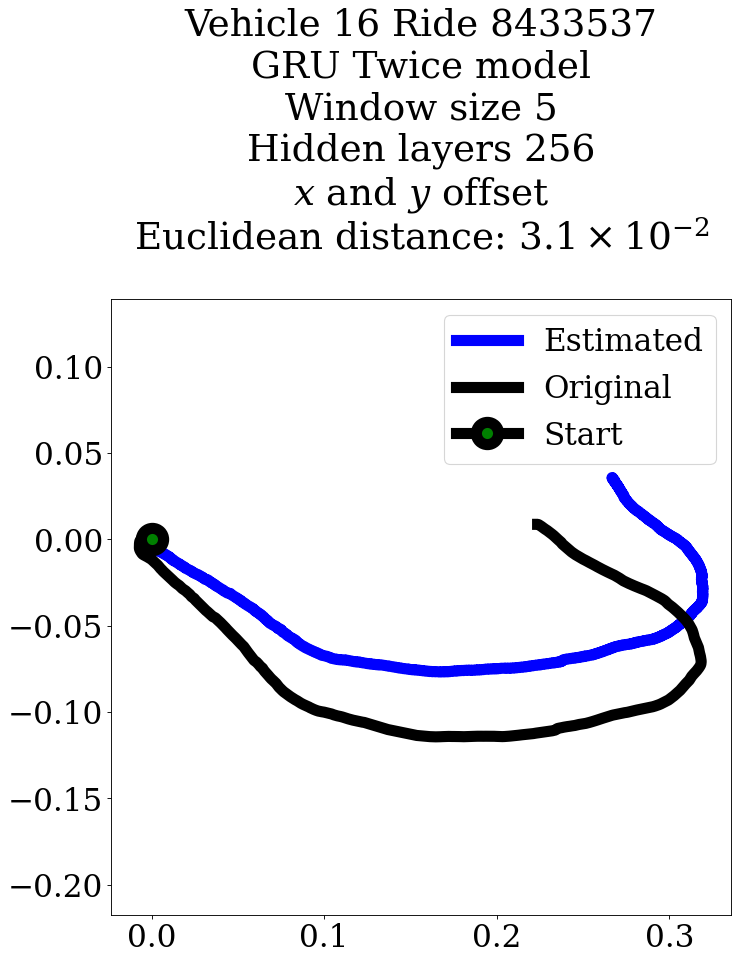 Vehicle 16 Ride 8433537
GRU Twice model
Window size 5
Hidden layers 256
x and y offset
Euclidean distance: 3.1 × 10⁻²
Estimated
Original
Start
0.10
0.05
0.00
−0.05
−0.10
−0.15
−0.20
0.0 0.1 0.2 0.3